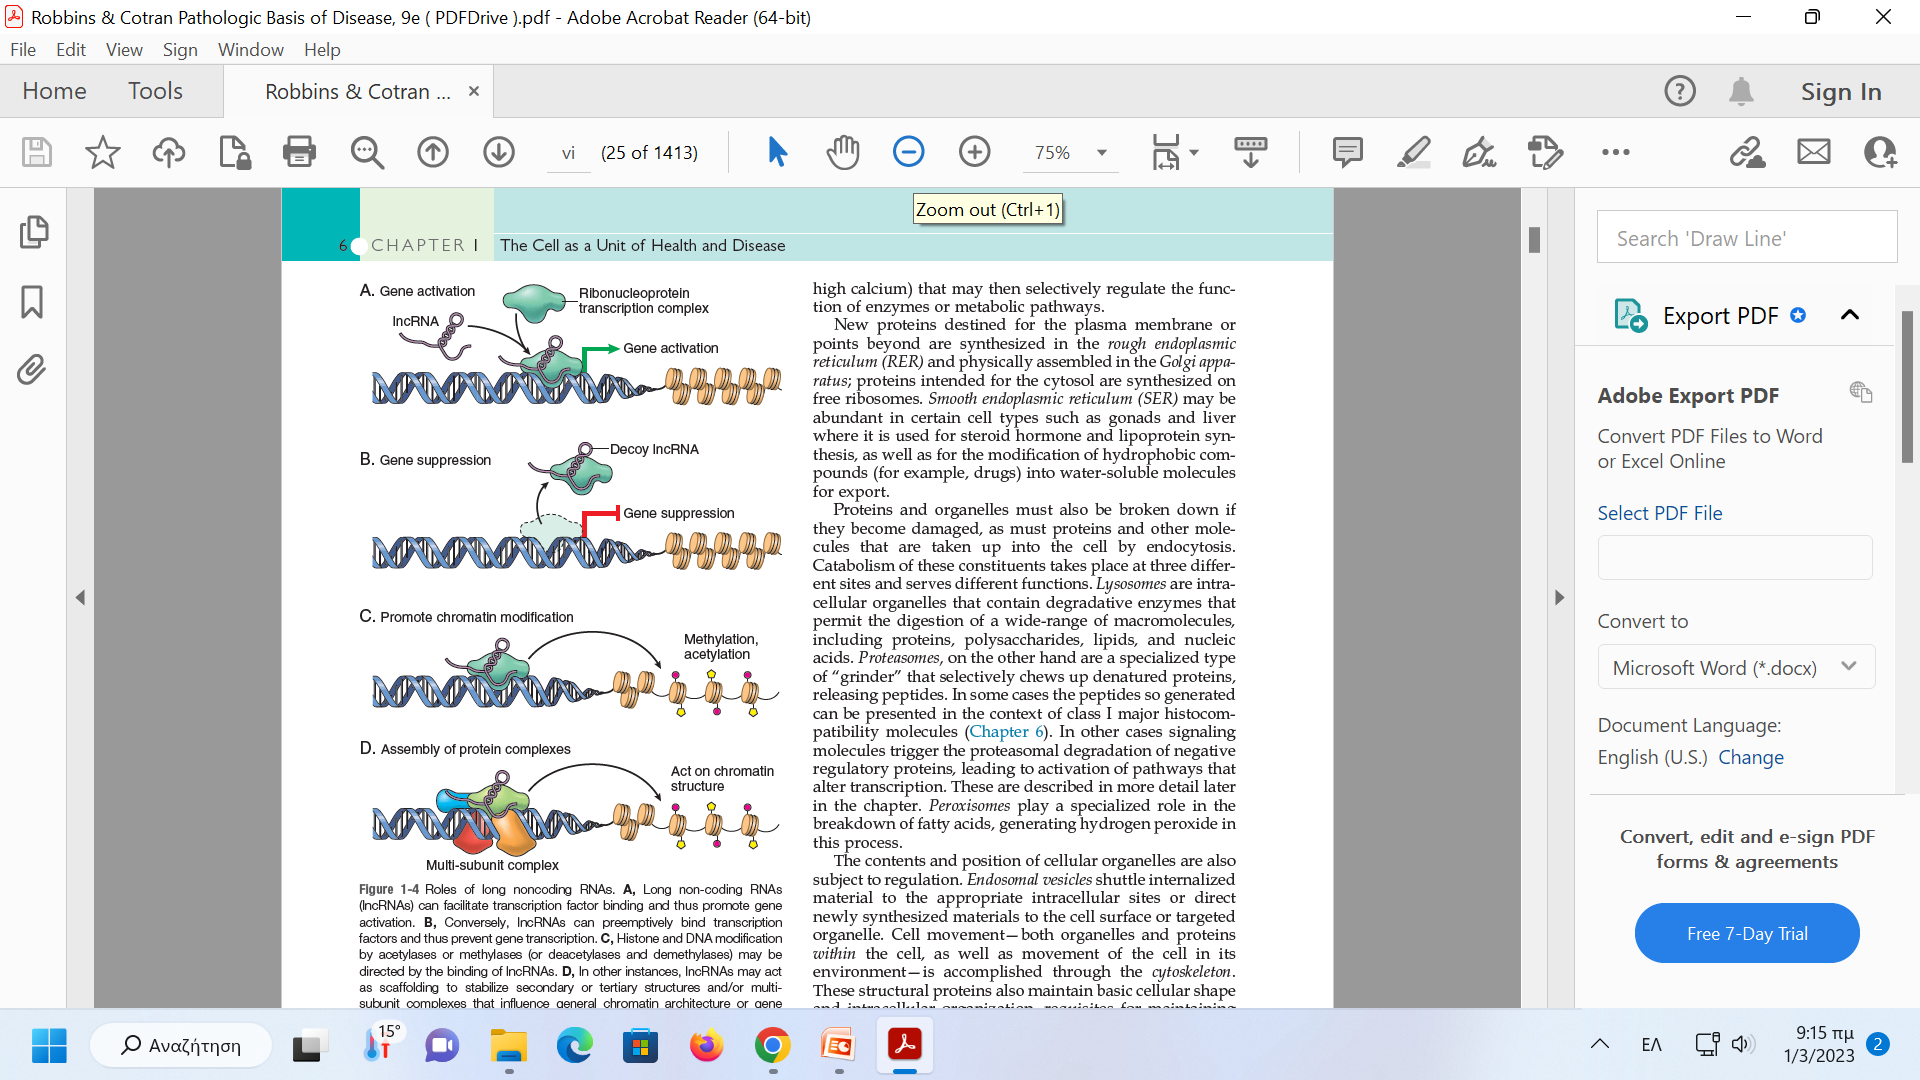 Robbins & Cotran Pathologic Basis of Disease, 9e ( PDFDrive ).pdf - Adobe Acrobat Reader (64-bit)
File Edit View Sign Window Help
Home Tools Robbins & Cotran ... × Sign In
vi (25 of 1413) 75%
Zoom out (Ctrl+1)
6 CHAPTER 1 The Cell as a Unit of Health and Disease
A. Gene activation
Ribonucleoprotein
transcription complex
lncRNA
Gene activation
B. Gene suppression
Decoy lncRNA
Gene suppression
C. Promote chromatin modification
Methylation,
acetylation
D. Assembly of protein complexes
Act on chromatin
structure
Multi-subunit complex
Figure 1-4 Roles of long noncoding RNAs. A, Long non-coding RNAs
(lncRNAs) can facilitate transcription factor binding and thus promote gene
activation. B, Conversely, lncRNAs can preemptively bind transcription
factors and thus prevent gene transcription. C, Histone and DNA modification
by acetylases or methylases (or deacetylases and demethylases) may be
directed by the binding of lncRNAs. D, In other instances, lncRNAs may act
as scaffolding to stabilize secondary or tertiary structures and/or multi-
subunit complexes that influence general chromatin architecture or gene
high calcium) that may then selectively regulate the func-
tion of enzymes or metabolic pathways.
New proteins destined for the plasma membrane or
points beyond are synthesized in the rough endoplasmic
reticulum (RER) and physically assembled in the Golgi appa-
ratus; proteins intended for the cytosol are synthesized on
free ribosomes. Smooth endoplasmic reticulum (SER) may be
abundant in certain cell types such as gonads and liver
where it is used for steroid hormone and lipoprotein syn-
thesis, as well as for the modification of hydrophobic com-
pounds (for example, drugs) into water-soluble molecules
for export.
Proteins and organelles must also be broken down if
they become damaged, as must proteins and other mole-
cules that are taken up into the cell by endocytosis.
Catabolism of these constituents takes place at three differ-
ent sites and serves different functions. Lysosomes are intra-
cellular organelles that contain degradative enzymes that
permit the digestion of a wide-range of macromolecules,
including proteins, polysaccharides, lipids, and nucleic
acids. Proteasomes, on the other hand are a specialized type
of “grinder” that selectively chews up denatured proteins,
releasing peptides. In some cases the peptides so generated
can be presented in the context of class I major histocom-
patibility molecules (Chapter 6). In other cases signaling
molecules trigger the proteasomal degradation of negative
regulatory proteins, leading to activation of pathways that
alter transcription. These are described in more detail later
in the chapter. Peroxisomes play a specialized role in the
breakdown of fatty acids, generating hydrogen peroxide in
this process.
The contents and position of cellular organelles are also
subject to regulation. Endosomal vesicles shuttle internalized
material to the appropriate intracellular sites or direct
newly synthesized materials to the cell surface or targeted
organelle. Cell movement—both organelles and proteins
within the cell, as well as movement of the cell in its
environment—is accomplished through the cytoskeleton.
These structural proteins also maintain basic cellular shape
and intracellular organization, requisites for maintaining
Search 'Draw Line'
Export PDF
Adobe Export PDF
Convert PDF Files to Word
or Excel Online
Select PDF File
Convert to
Microsoft Word (*.docx)
Document Language:
English (U.S.) Change
Convert, edit and e-sign PDF
forms & agreements
Free 7-Day Trial
Αναζήτηση
15°
ΕΛ
9:15 πμ
1/3/2023
2